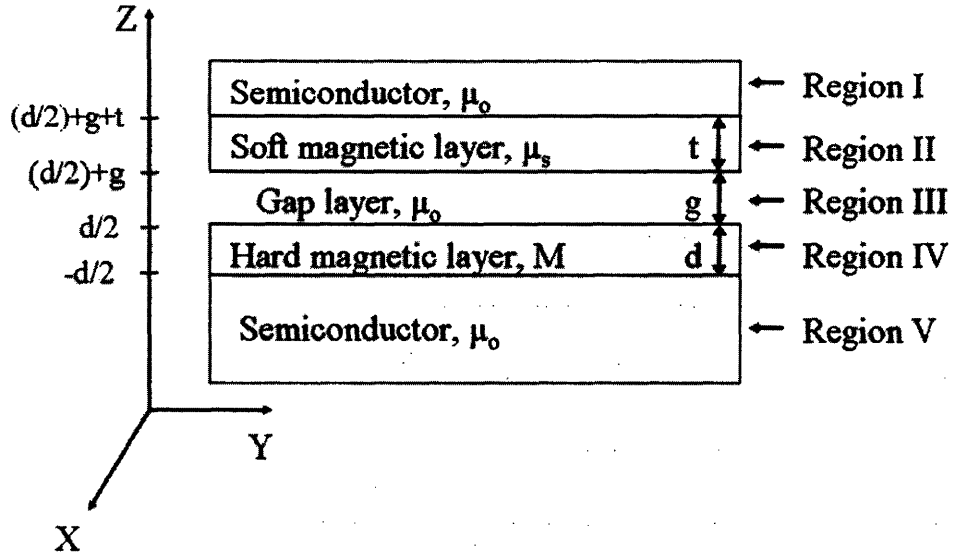 Z
Semiconductor, μₒ
Region I
(d/2)+g+t
Soft magnetic layer, μₛ
t
Region II
(d/2)+g
Gap layer, μₒ
g
Region III
d/2
Hard magnetic layer, M
d
Region IV
-d/2
Semiconductor, μₒ
Region V
Y
X